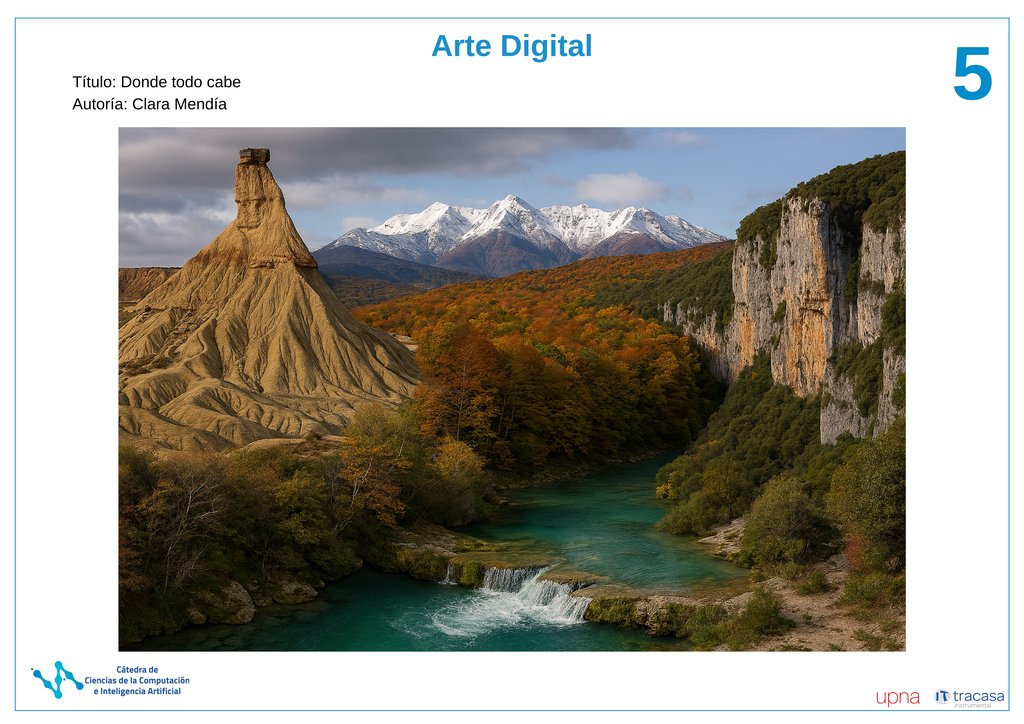 Arte Digital
5
Título: Donde todo cabe
Autoría: Clara Mendía
Cátedra de
Ciencias de la Computación
e Inteligencia Artificial
upna
iT tracasa
instrumental